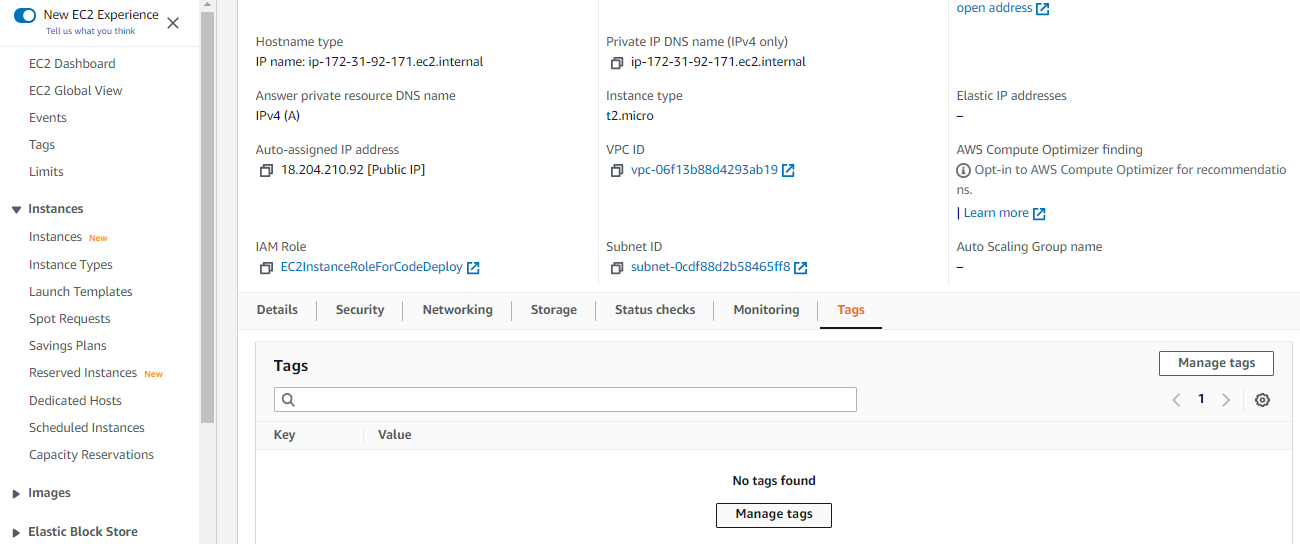 New EC2 Experience
Tell us what you think
EC2 Dashboard
EC2 Global View
Events
Tags
Limits
Instances
Instances New
Instance Types
Launch Templates
Spot Requests
Savings Plans
Reserved Instances New
Dedicated Hosts
Scheduled Instances
Capacity Reservations
Images
Elastic Block Store
open address
Hostname type
IP name: ip-172-31-92-171.ec2.internal
Private IP DNS name (IPv4 only)
ip-172-31-92-171.ec2.internal
Answer private resource DNS name
IPv4 (A)
Instance type
t2.micro
Elastic IP addresses
–
Auto-assigned IP address
18.204.210.92 [Public IP]
VPC ID
vpc-06f13b88d4293ab19
AWS Compute Optimizer finding
Opt-in to AWS Compute Optimizer for recommendatio
ns.
| Learn more
IAM Role
EC2InstanceRoleForCodeDeploy
Subnet ID
subnet-0cdf88d2b58465ff8
Auto Scaling Group name
–
Details Security Networking Storage Status checks Monitoring Tags
Tags
Manage tags
1
Key Value
No tags found
Manage tags